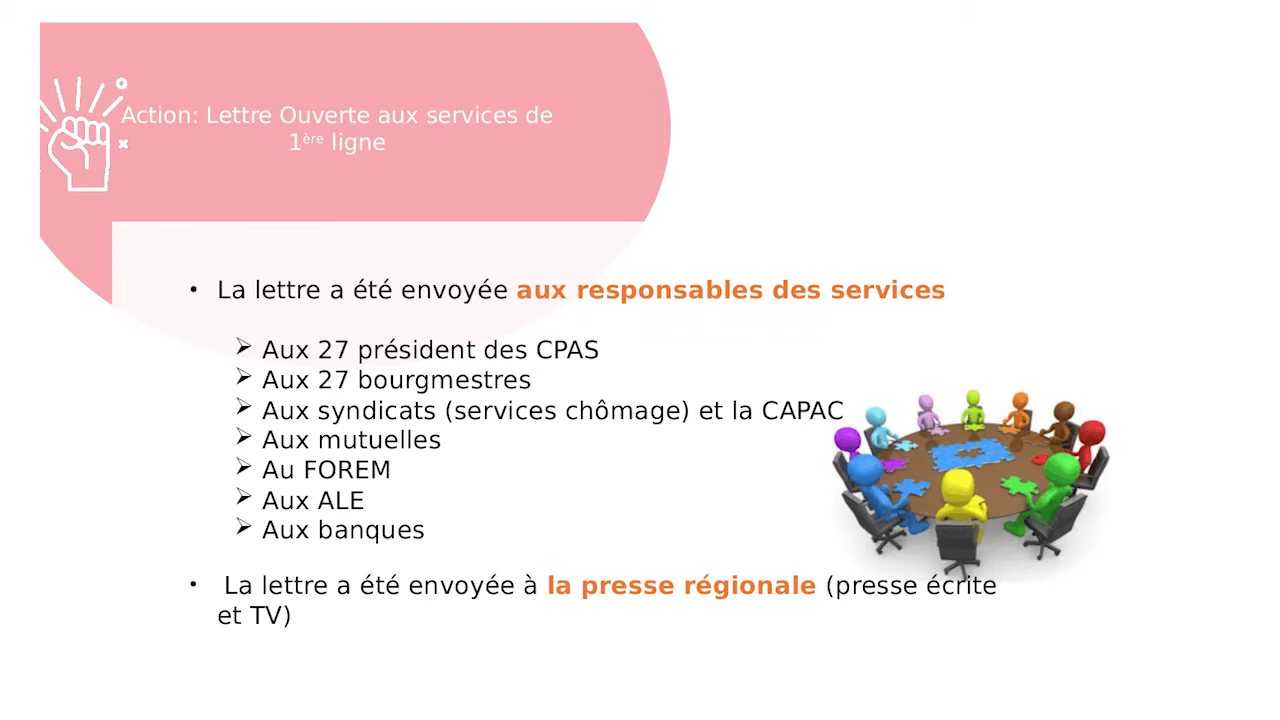 Action: Lettre Ouverte aux services de
1ère ligne
• La lettre a été envoyée aux responsables des services
➢ Aux 27 président des CPAS
➢ Aux 27 bourgmestres
➢ Aux syndicats (services chômage) et la CAPAC
➢ Aux mutuelles
➢ Au FOREM
➢ Aux ALE
➢ Aux banques
• La lettre a été envoyée à la presse régionale (presse écrite
et TV)